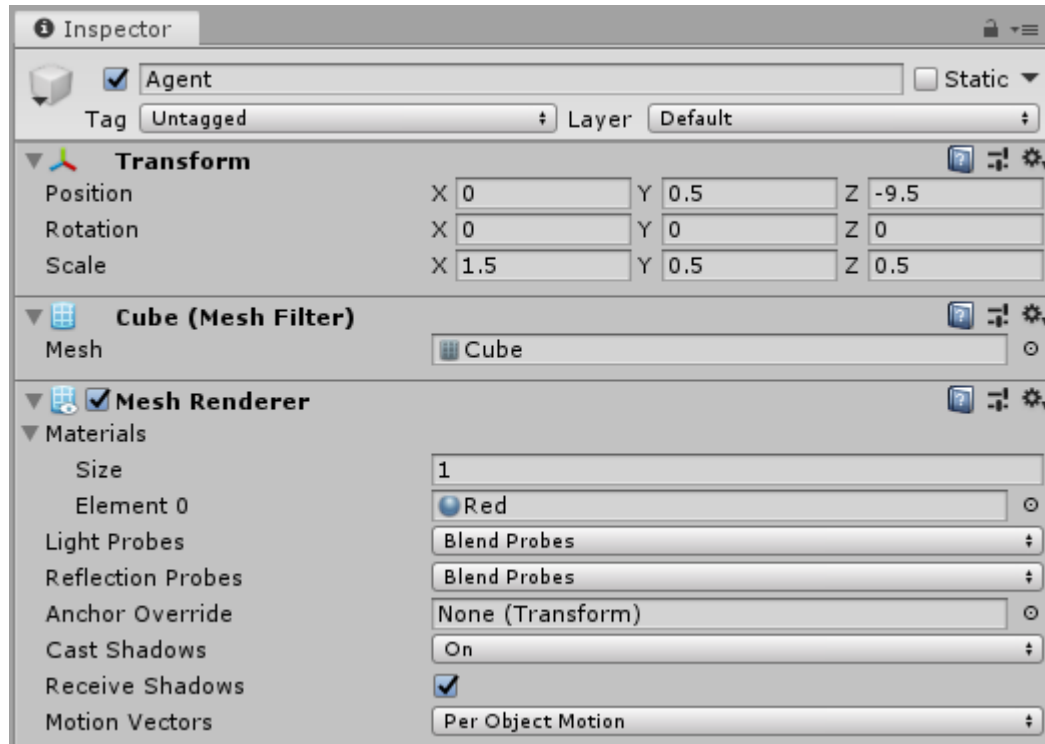 Inspector
Agent Static
Tag Untagged Layer Default
Transform
Position X 0 Y 0.5 Z -9.5
Rotation X 0 Y 0 Z 0
Scale X 1.5 Y 0.5 Z 0.5
Cube (Mesh Filter)
Mesh Cube
Mesh Renderer
Materials
Size 1
Element 0 Red
Light Probes Blend Probes
Reflection Probes Blend Probes
Anchor Override None (Transform)
Cast Shadows On
Receive Shadows
Motion Vectors Per Object Motion